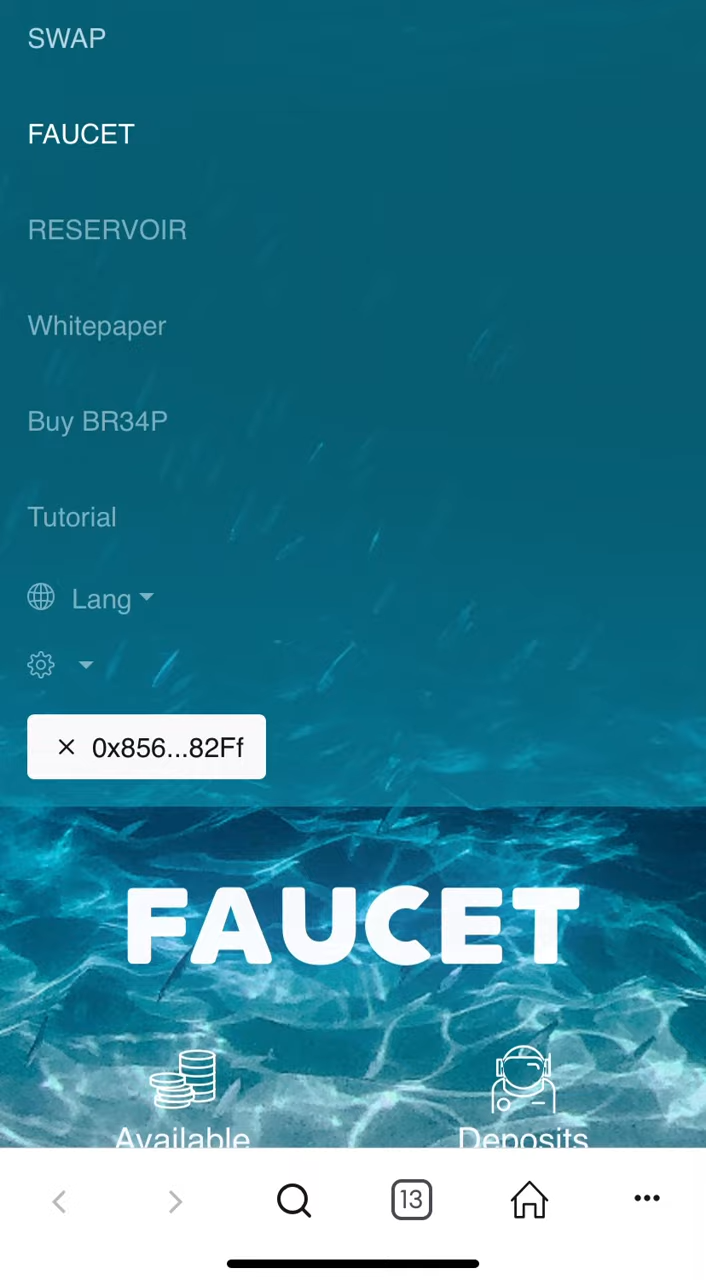 SWAP
FAUCET
RESERVOIR
Whitepaper
Buy BR34P
Tutorial
Lang
0x856...82Ff
FAUCET
Available
Deposits
13